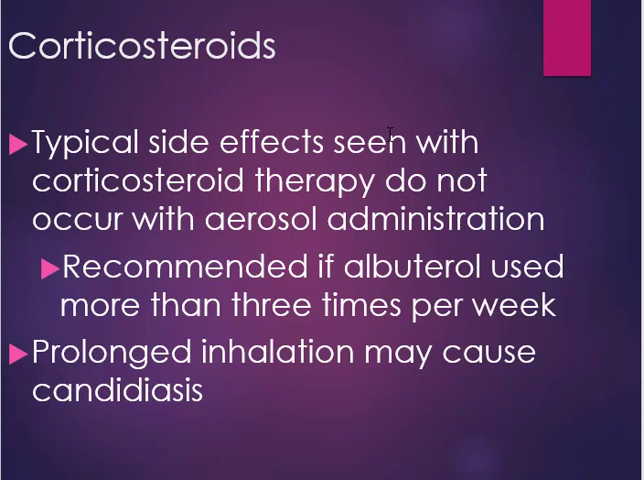 Corticosteroids
Typical side effects seen with
corticosteroid therapy do not
occur with aerosol administration
Recommended if albuterol used
more than three times per week
Prolonged inhalation may cause
candidiasis